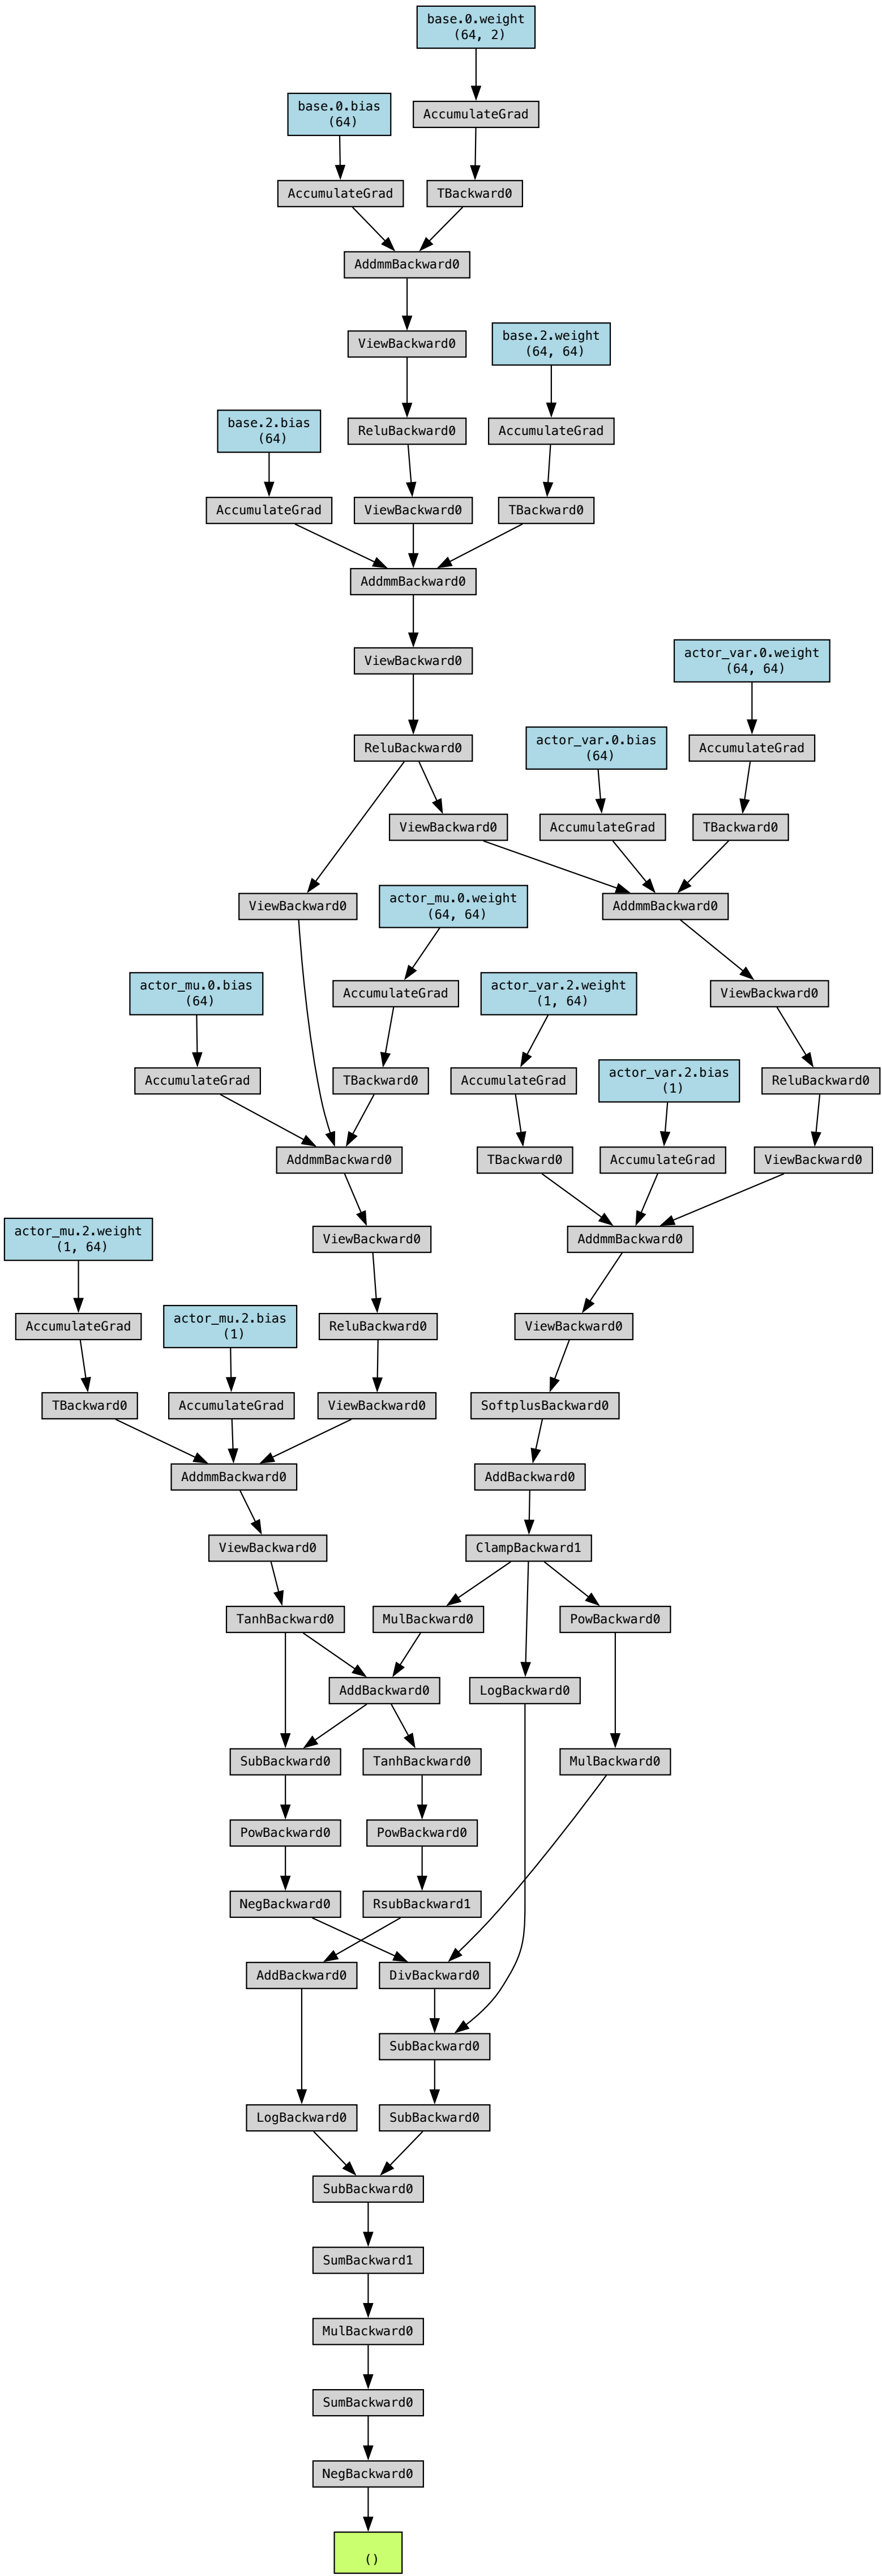 base.0.weight
(64, 2)
base.0.bias
(64)
AccumulateGrad
AccumulateGrad
TBackward0
AddmmBackward0
ViewBackward0
base.2.weight
(64, 64)
base.2.bias
(64)
ReluBackward0
AccumulateGrad
AccumulateGrad
ViewBackward0
TBackward0
AddmmBackward0
ViewBackward0
actor_var.0.weight
(64, 64)
ReluBackward0
actor_var.0.bias
(64)
AccumulateGrad
ViewBackward0
AccumulateGrad
TBackward0
ViewBackward0
actor_mu.0.weight
(64, 64)
AddmmBackward0
actor_mu.0.bias
(64)
AccumulateGrad
actor_var.2.weight
(1, 64)
ViewBackward0
AccumulateGrad
TBackward0
AccumulateGrad
actor_var.2.bias
(1)
ReluBackward0
AddmmBackward0
TBackward0
AccumulateGrad
ViewBackward0
actor_mu.2.weight
(1, 64)
ViewBackward0
AddmmBackward0
AccumulateGrad
actor_mu.2.bias
(1)
ReluBackward0
ViewBackward0
TBackward0
AccumulateGrad
ViewBackward0
SoftplusBackward0
AddmmBackward0
AddBackward0
ViewBackward0
ClampBackward1
TanhBackward0
MulBackward0
PowBackward0
AddBackward0
LogBackward0
SubBackward0
TanhBackward0
MulBackward0
PowBackward0
PowBackward0
NegBackward0
RsubBackward1
AddBackward0
DivBackward0
SubBackward0
LogBackward0
SubBackward0
SubBackward0
SumBackward1
MulBackward0
SumBackward0
NegBackward0
()